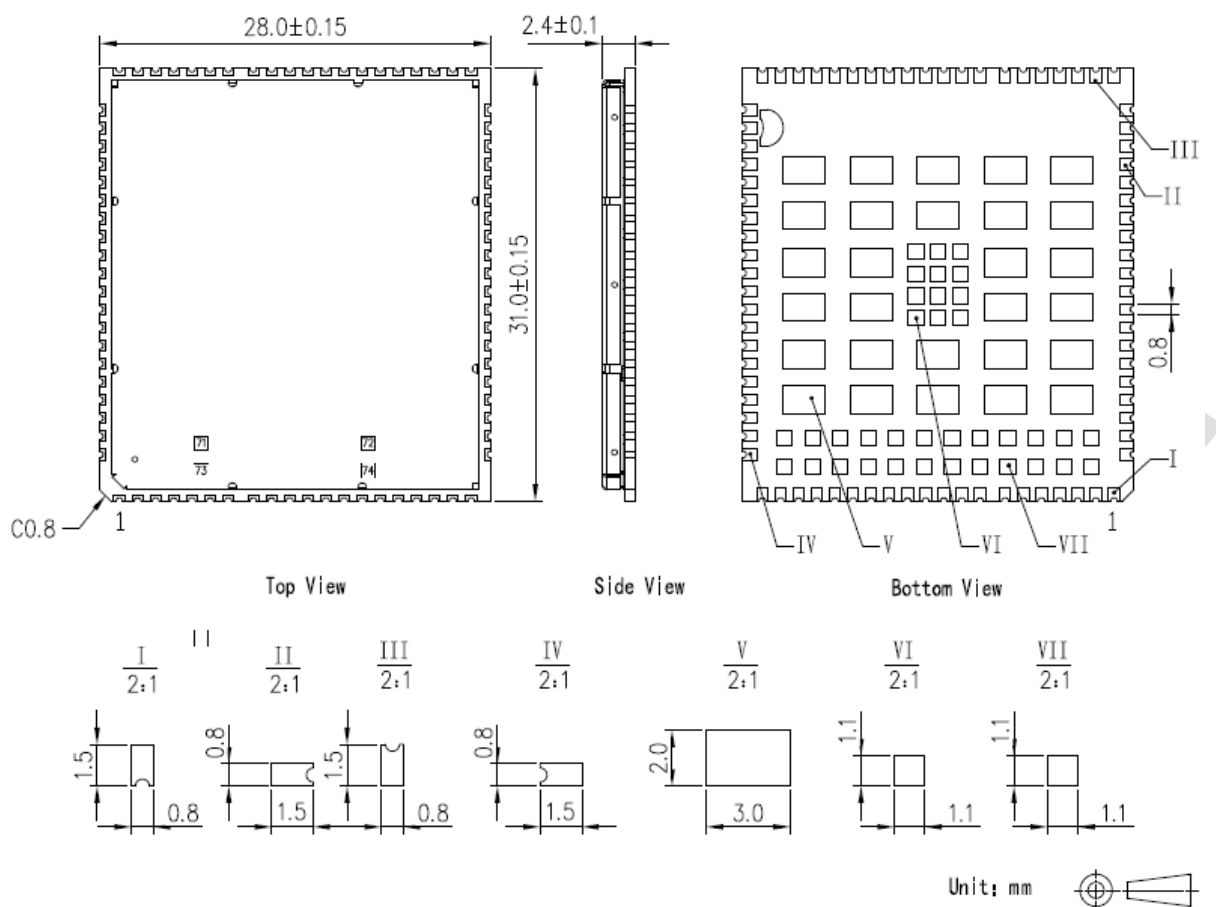 28.0±0.15
2.4±0.1
31.0±0.15
III
II
0.8
71
72
73
74
C0.8
1
I
1
IV
V
VI
VII
Top View
Side View
Bottom View
I
2:1
II
2:1
III
2:1
IV
2:1
V
2:1
VI
2:1
VII
2:1
1.5
0.8
0.8
1.5
1.5
0.8
0.8
1.5
2.0
3.0
1.1
1.1
1.1
1.1
Unit: mm